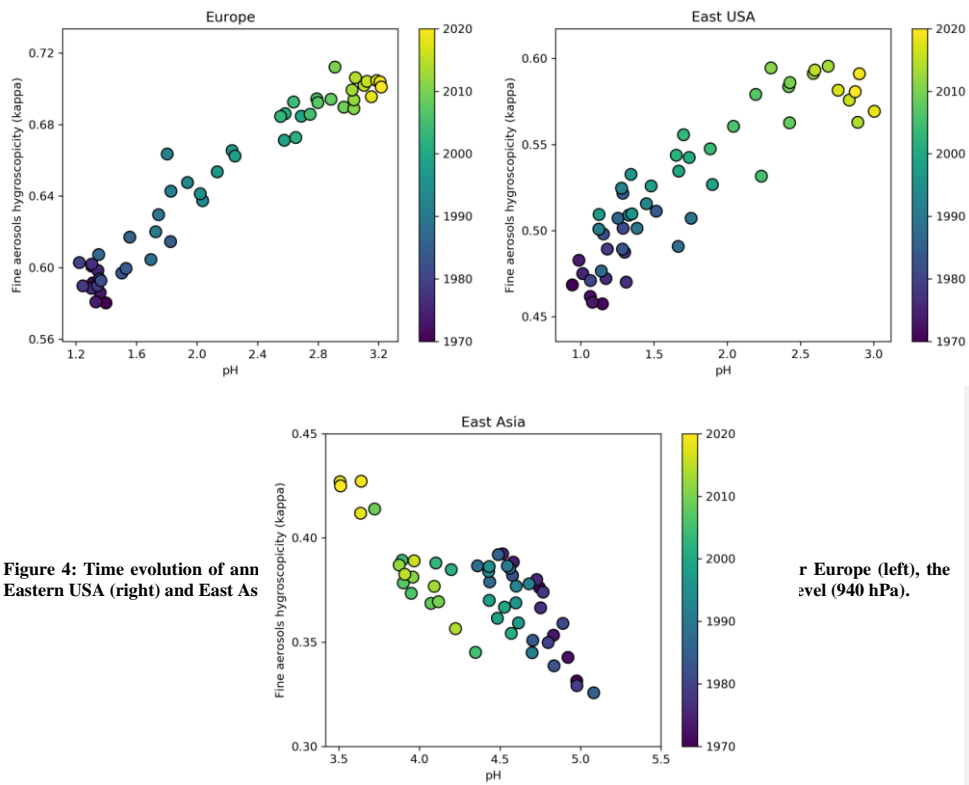 Europe
East USA
Fine aerosols hygroscopicity (kappa)
0.72
0.68
0.64
0.60
0.56
1.2 1.6 2.0 2.4 2.8 3.2
pH
2020
2010
2000
1990
1980
1970
Fine aerosols hygroscopicity (kappa)
0.60
0.55
0.50
0.45
1.0 1.5 2.0 2.5 3.0
pH
2020
2010
2000
1990
1980
1970
East Asia
Fine aerosols hygroscopicity (kappa)
0.45
0.40
0.35
0.30
3.5 4.0 4.5 5.0 5.5
pH
2020
2010
2000
1990
1980
1970
Figure 4: Time evolution of r Europe (left), the
Eastern USA (right) and East (940 hPa).